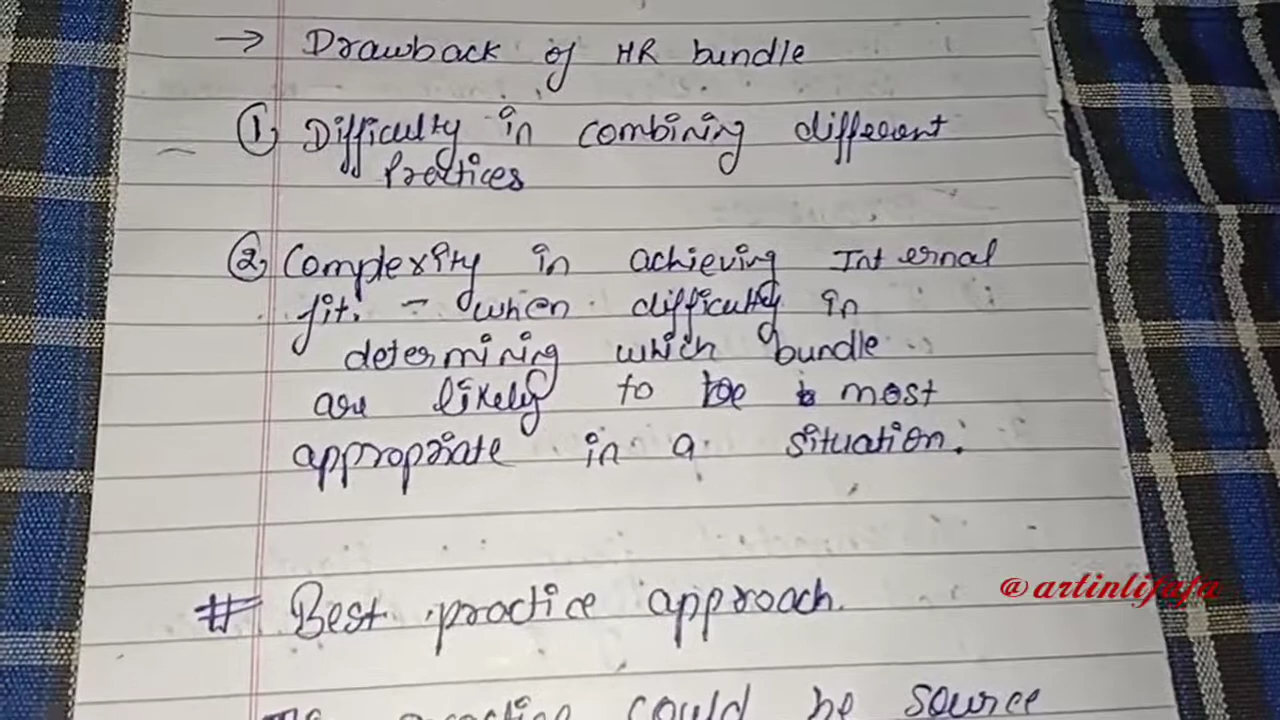 → Drawback of HR bundle
① Difficulty in combining different
Practices
② Complexity in achieving Internal
fit. - when difficulty in
determining which bundle
are likely to be most
appropriate in a situation.
# Best practice approach.
@artinlifafa
could be source